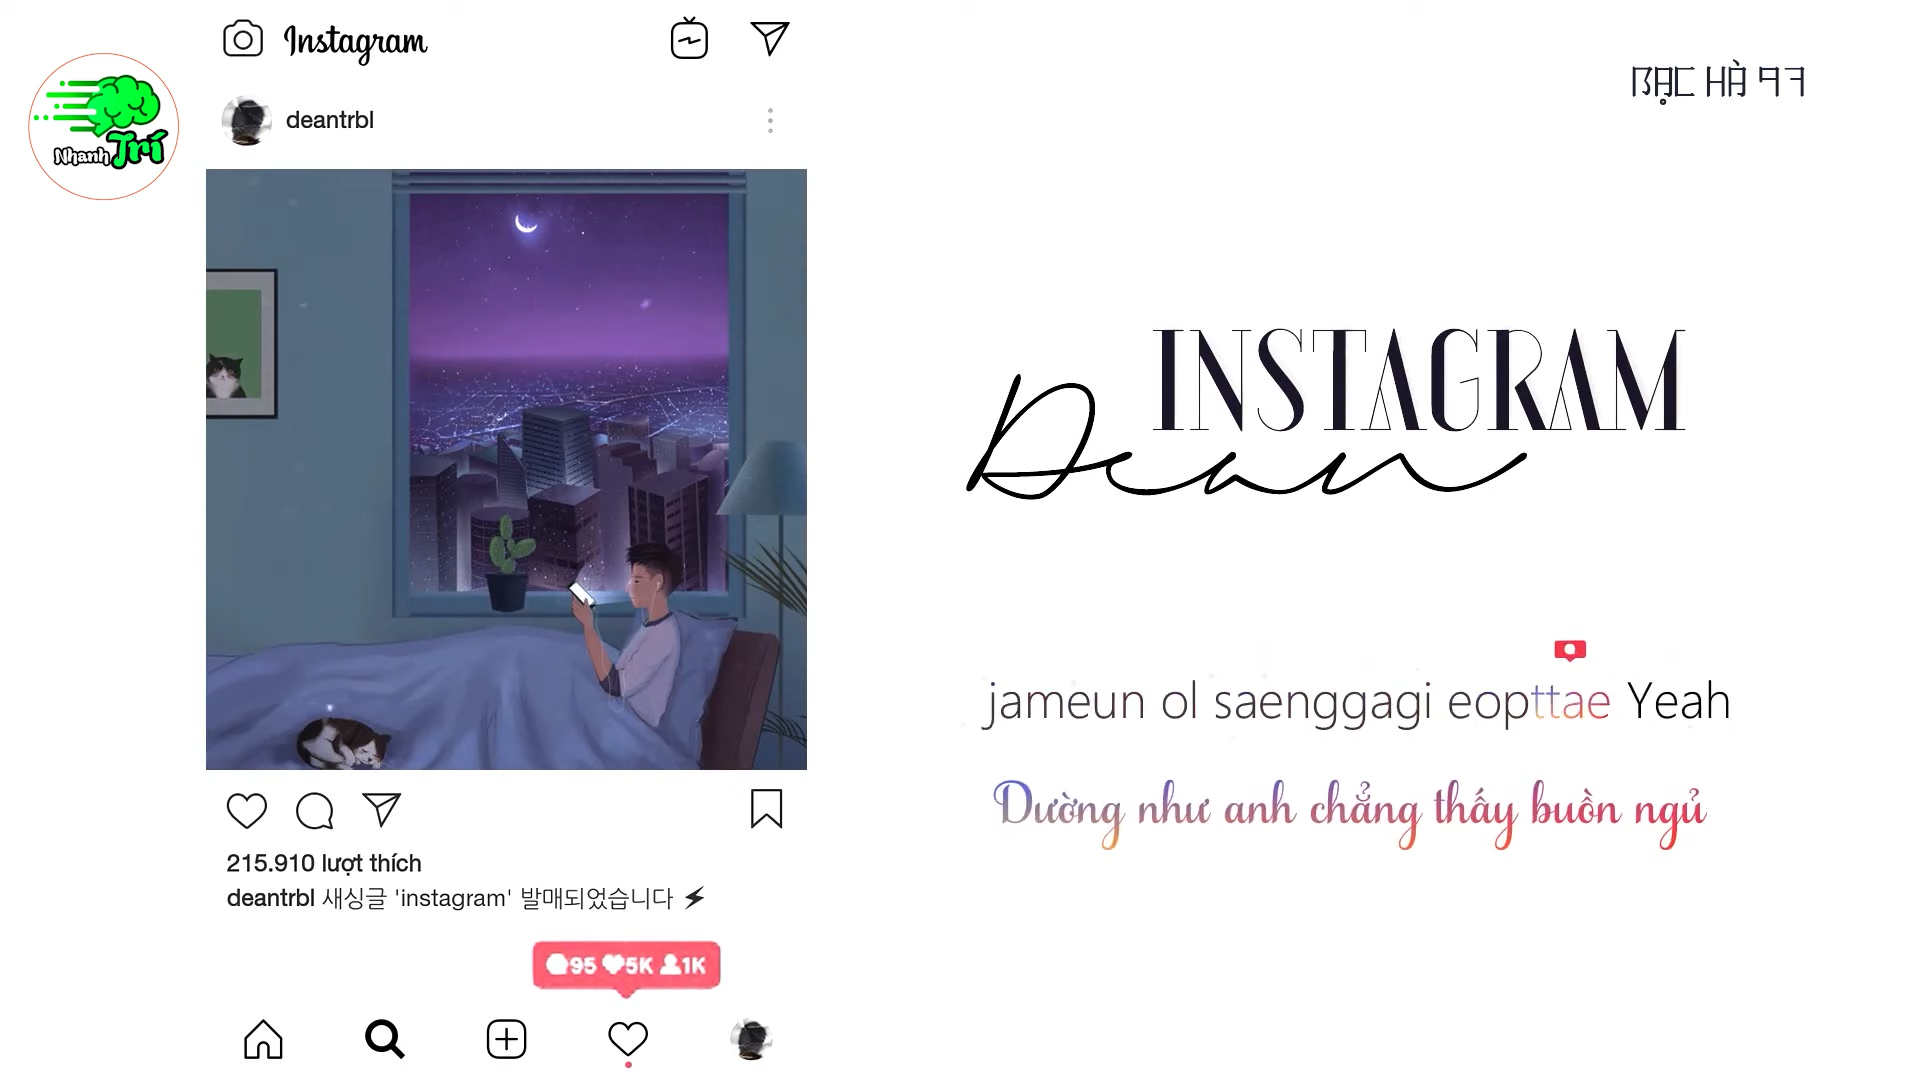 Instagram
Nhanh Trí
deantrbl
215.910 lượt thích
deantrbl 새싱글 'instagram' 발매되었습니다 ⚡
95 5K 1K
BẠC HÀ 97
INSTAGRAM
Dean
jameun ol saenggagi eopttae Yeah
Dường như anh chẳng thấy buồn ngủ